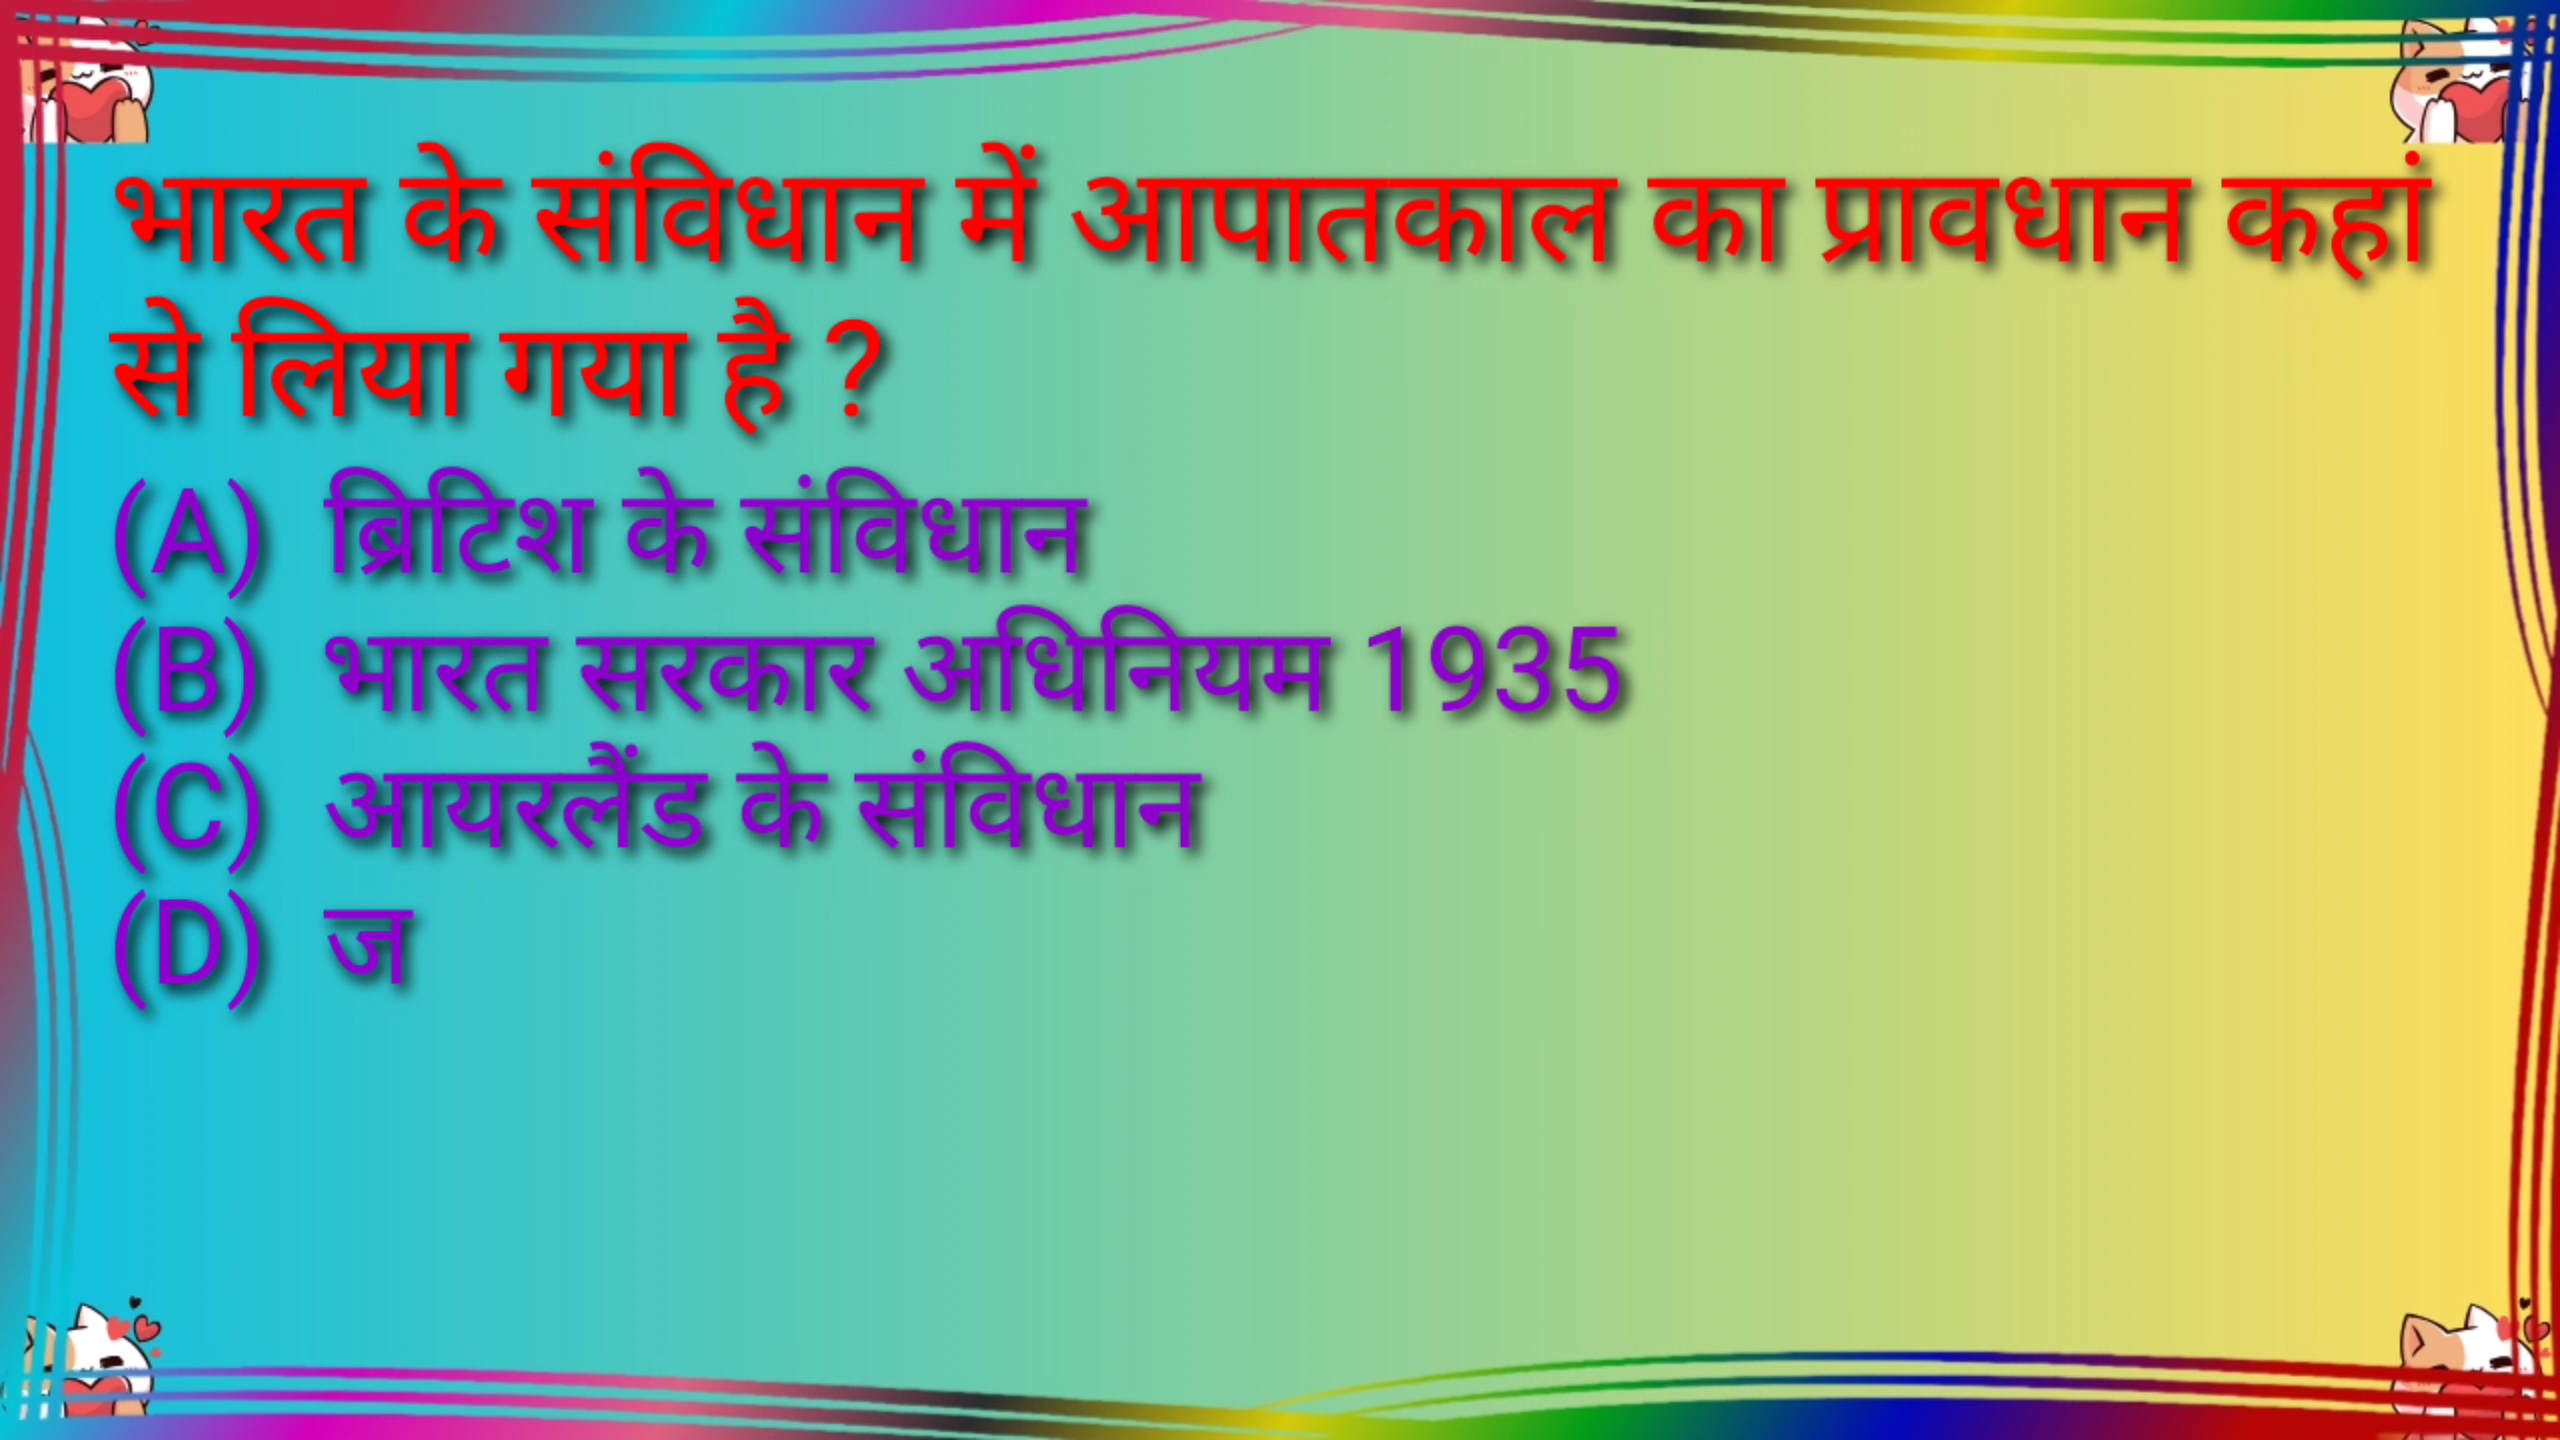 भारत के संविधान में आपातकाल का प्रावधान कहां
से लिया गया है ?
(A) ब्रिटिश के संविधान
(B) भारत सरकार अधिनियम 1935
(C) आयरलैंड के संविधान
(D) ज